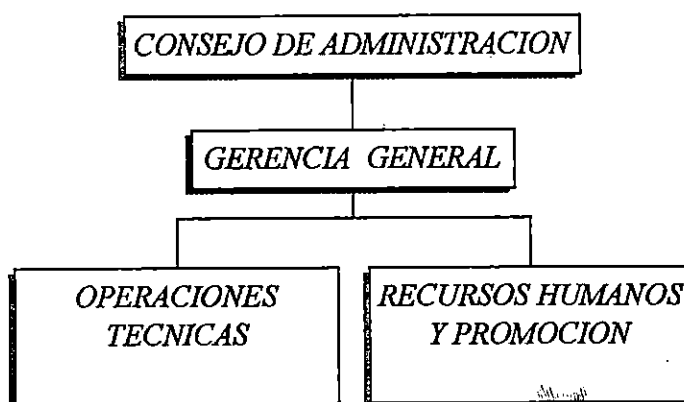 CONSEJO DE ADMINISTRACION
GERENCIA GENERAL
OPERACIONES
TECNICAS
RECURSOS HUMANOS
Y PROMOCION